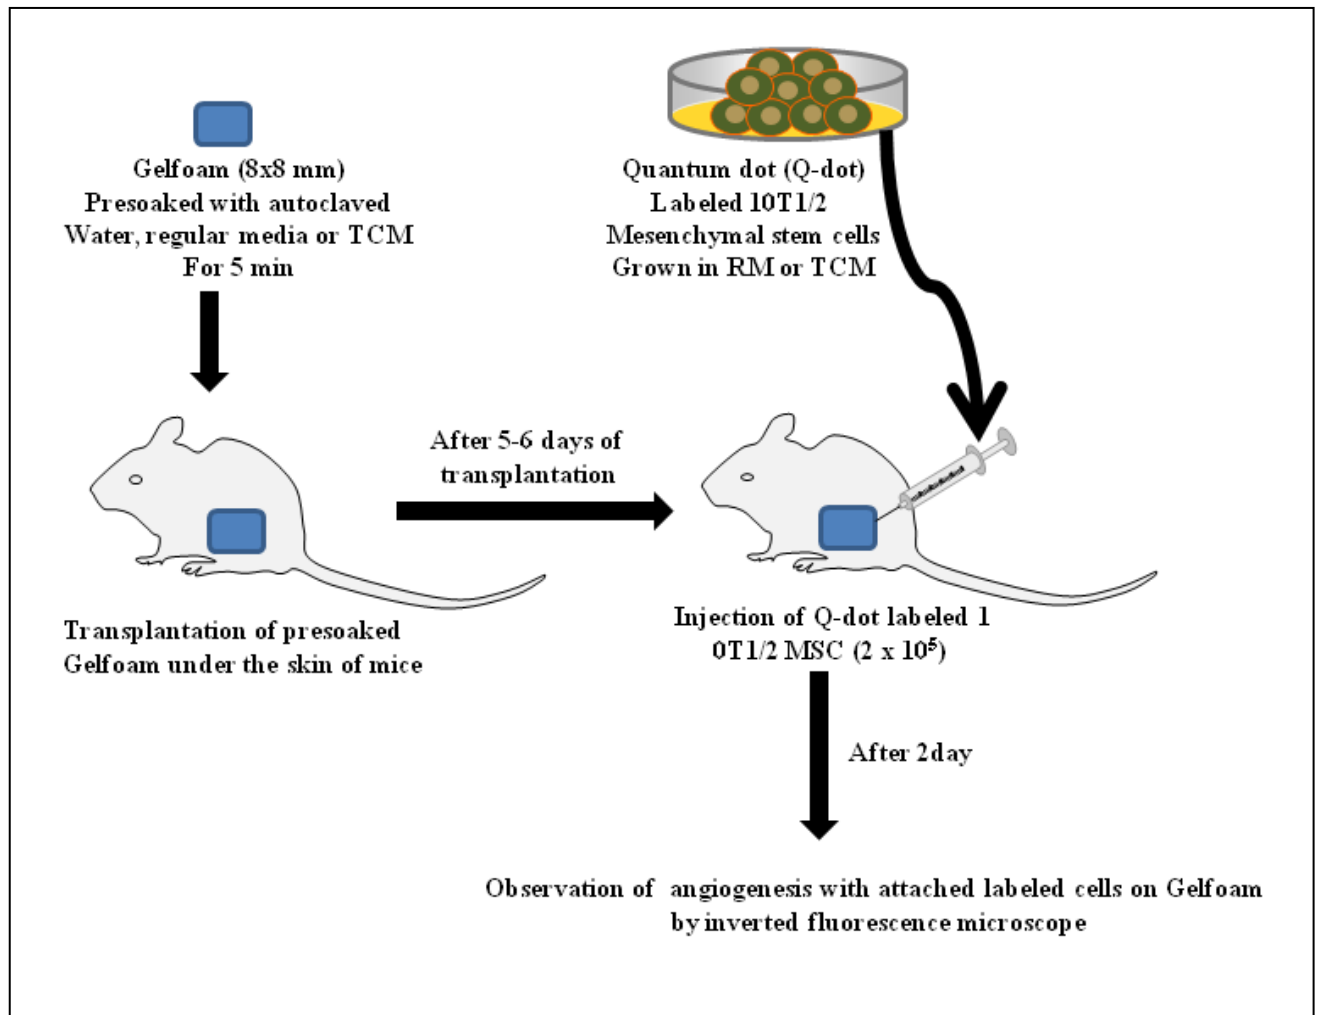 Gelfoam (8x8 mm)
Presoaked with autoclaved
Water, regular media or TCM
For 5 min
Quantum dot (Q-dot)
Labeled 10T1/2
Mesenchymal stem cells
Grown in RM or TCM
After 5-6 days of
transplantation
Transplantation of presoaked
Gelfoam under the skin of mice
Injection of Q-dot labeled 1
0T1/2 MSC (2 x 10⁵)
After 2day
Observation of angiogenesis with attached labeled cells on Gelfoam
by inverted fluorescence microscope